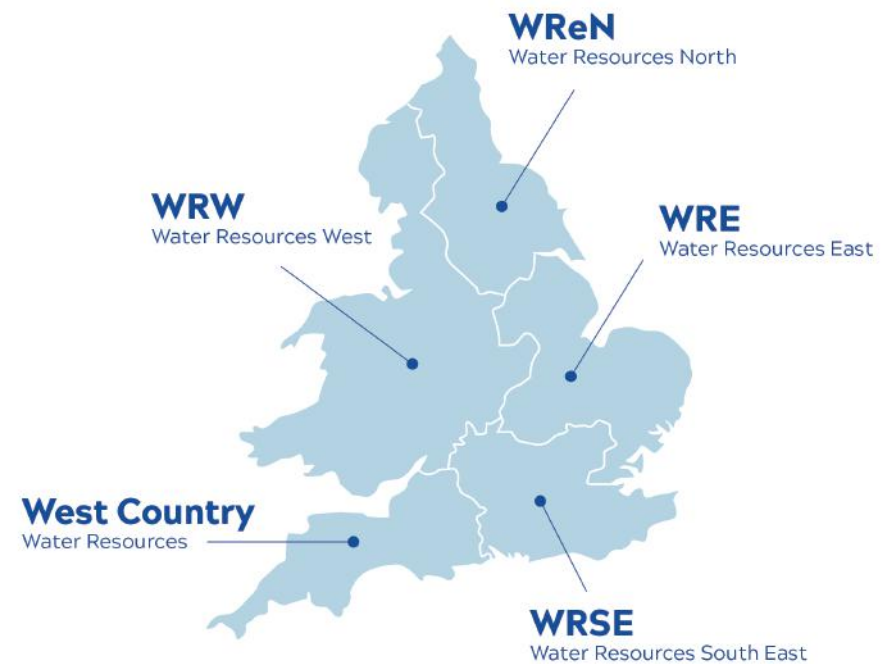 WReN
Water Resources North
WRW
Water Resources West
WRE
Water Resources East
West Country
Water Resources
WRSE
Water Resources South East